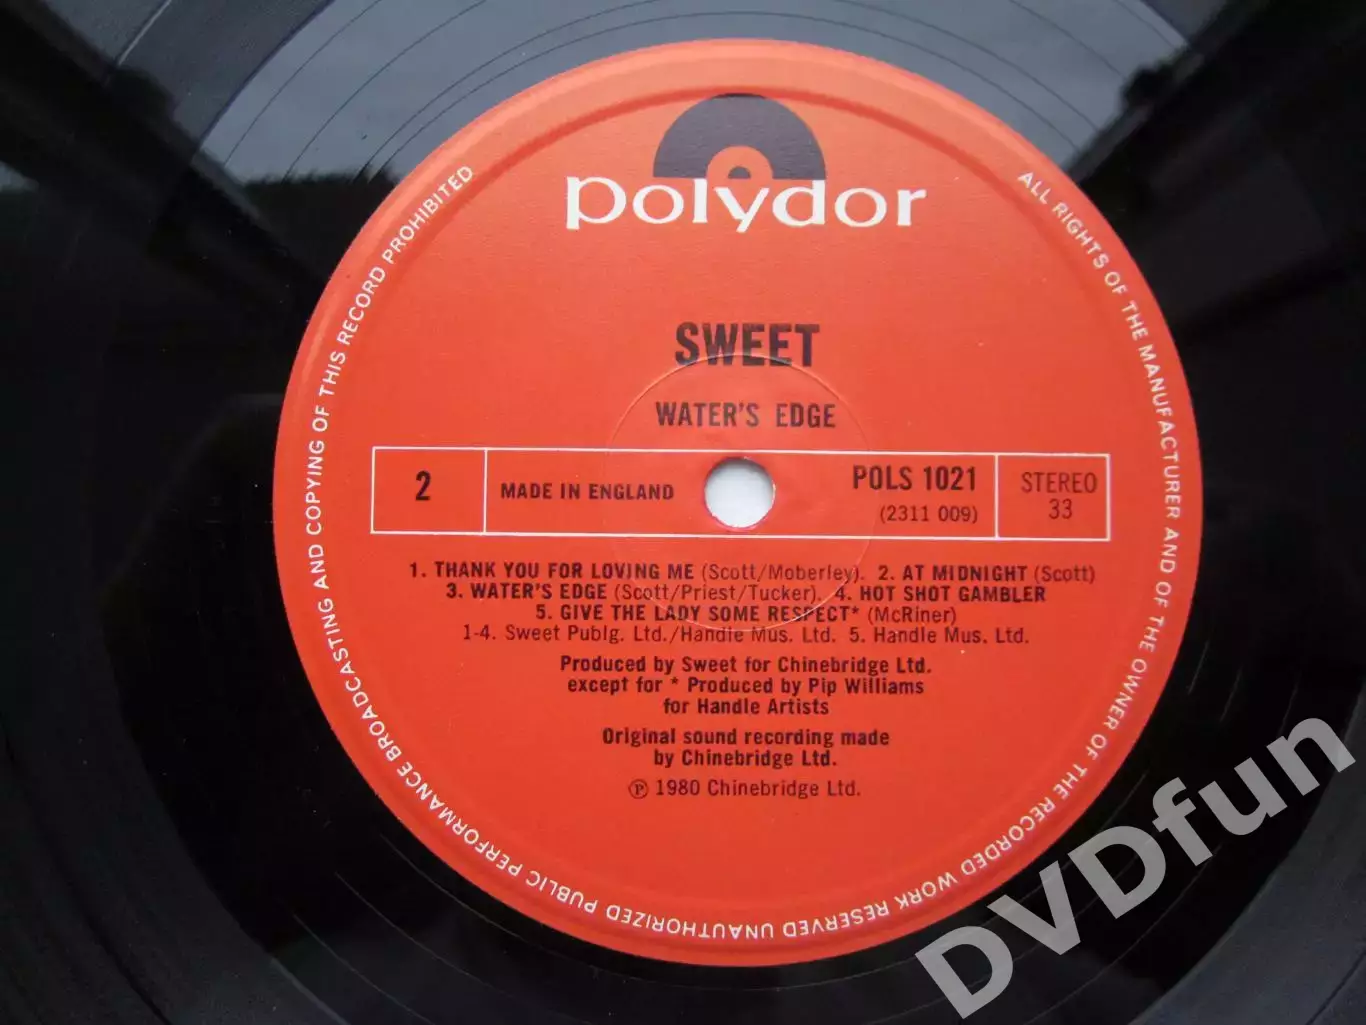 polydor
SWEET
WATER'S EDGE
2
MADE IN ENGLAND
POLS 1021
(2311 009)
STEREO
33
1. THANK YOU FOR LOVING ME (Scott/Moberley). 2. AT MIDNIGHT (Scott)
3. WATER'S EDGE (Scott/Priest/Tucker). 4. HOT SHOT GAMBLER
5. GIVE THE LADY SOME RESPECT* (McRiner)
1-4. Sweet Publg. Ltd./Handle Mus. Ltd. 5. Handle Mus. Ltd.
Produced by Sweet for Chinebridge Ltd.
except for * Produced by Pip Williams
for Handle Artists
Original sound recording made
by Chinebridge Ltd.
℗ 1980 Chinebridge Ltd.
ALL RIGHTS OF THE MANUFACTURER AND OF THE OWNER OF THE RECORDED WORK RESERVED UNAUTHORIZED PUBLIC PERFORMANCE BROADCASTING AND COPYING OF THIS RECORD PROHIBITED
DVDfun